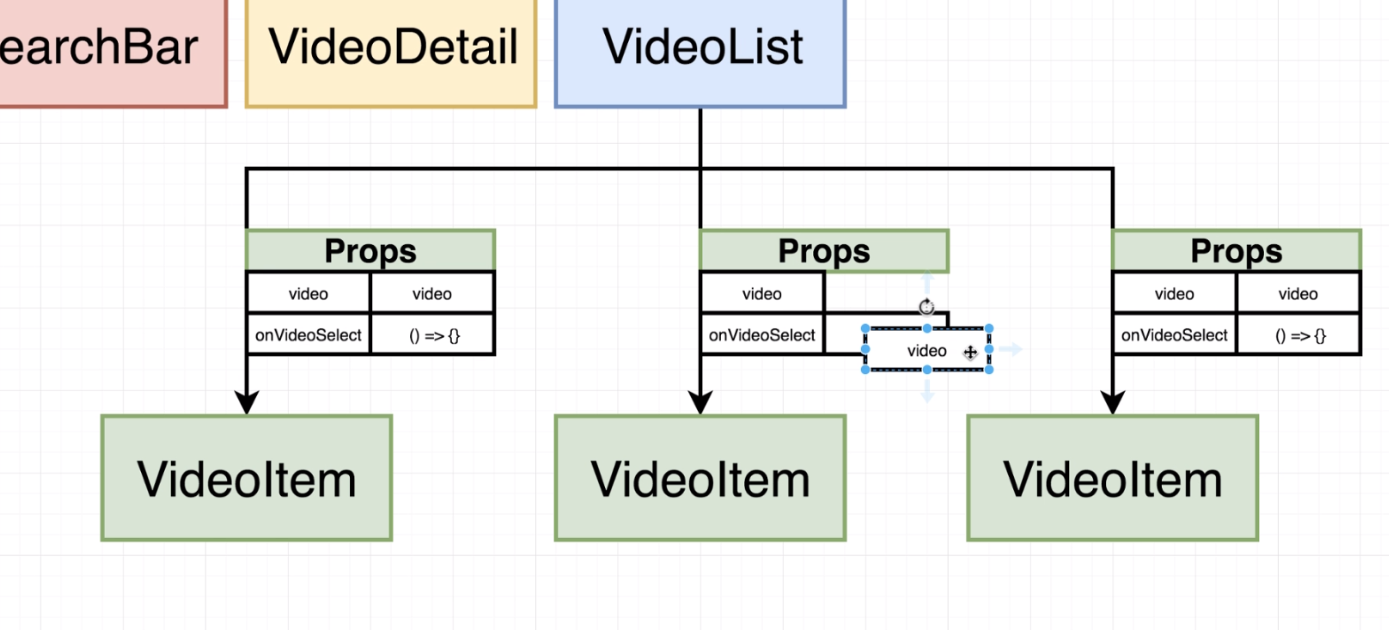 earchBar
VideoDetail
VideoList
Props
Props
Props
video video
video
video video
onVideoSelect () => {}
onVideoSelect
video
onVideoSelect () => {}
VideoItem
VideoItem
VideoItem